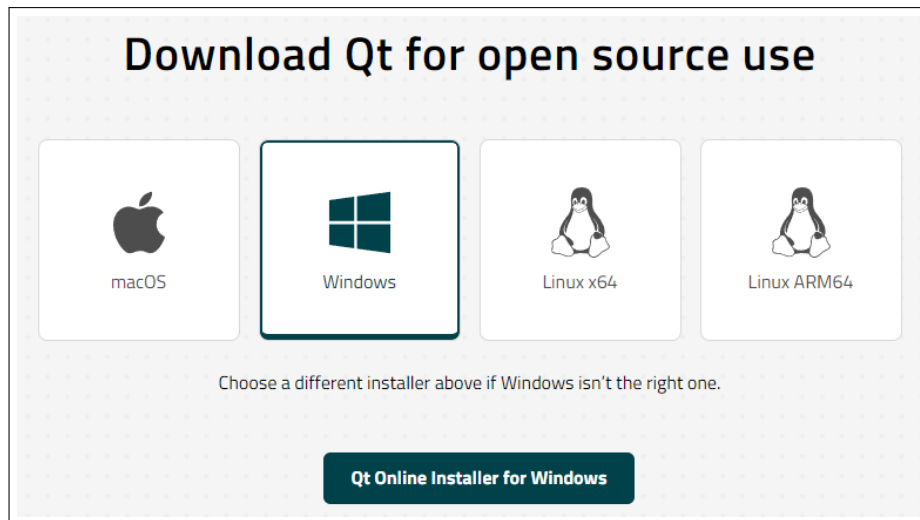 Download Qt for open source use
macOS
Windows
Linux x64
Linux ARM64
Choose a different installer above if Windows isn’t the right one.
Qt Online Installer for Windows